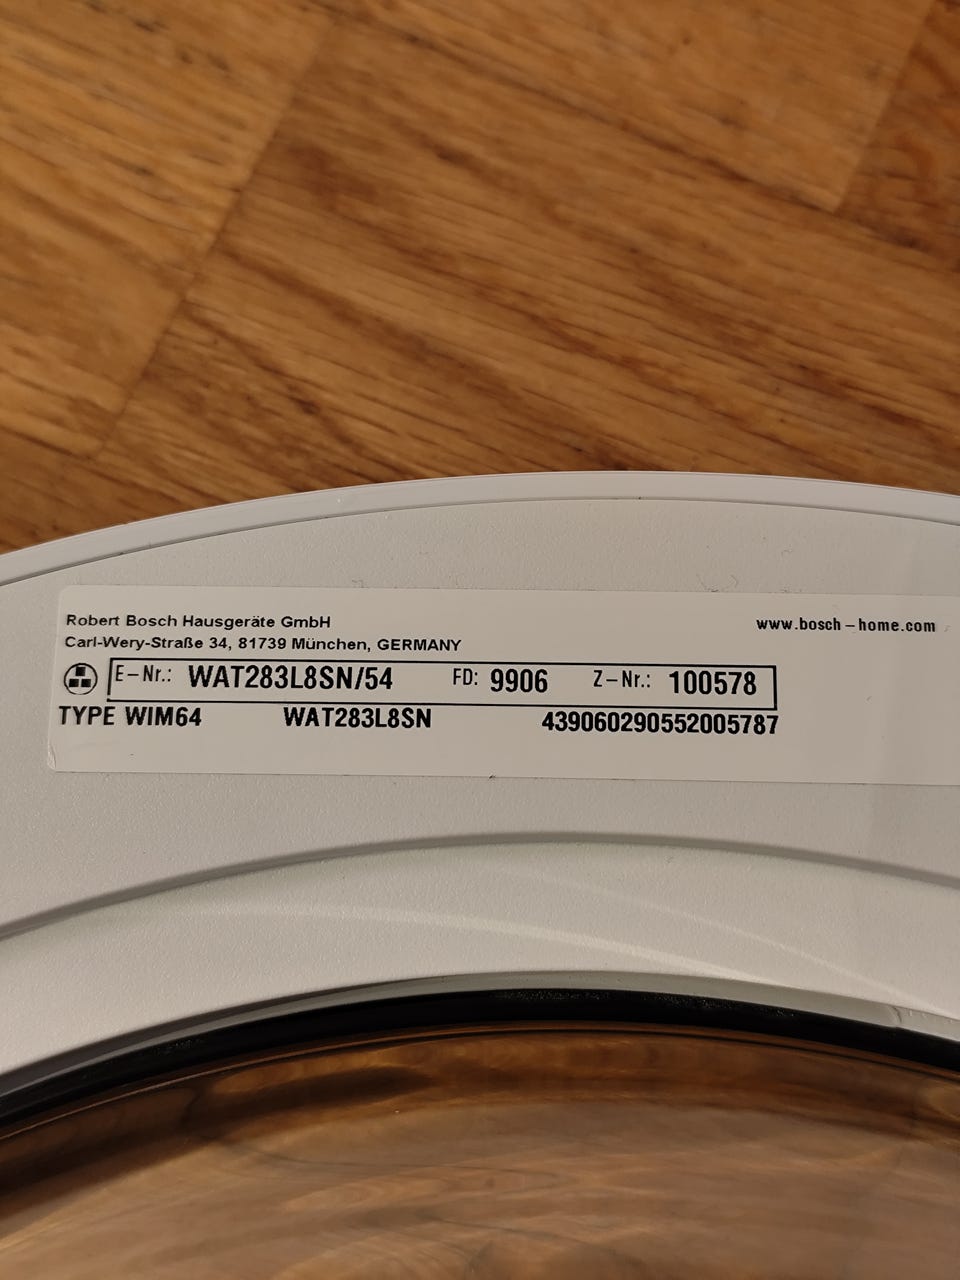 Robert Bosch Hausgeräte GmbH
www.bosch-home.com
Carl-Wery-Straße 34, 81739 München, GERMANY
E-Nr.: WAT283L8SN/54 FD: 9906 Z-Nr.: 100578
TYPE WIM64 WAT283L8SN 439060290552005787